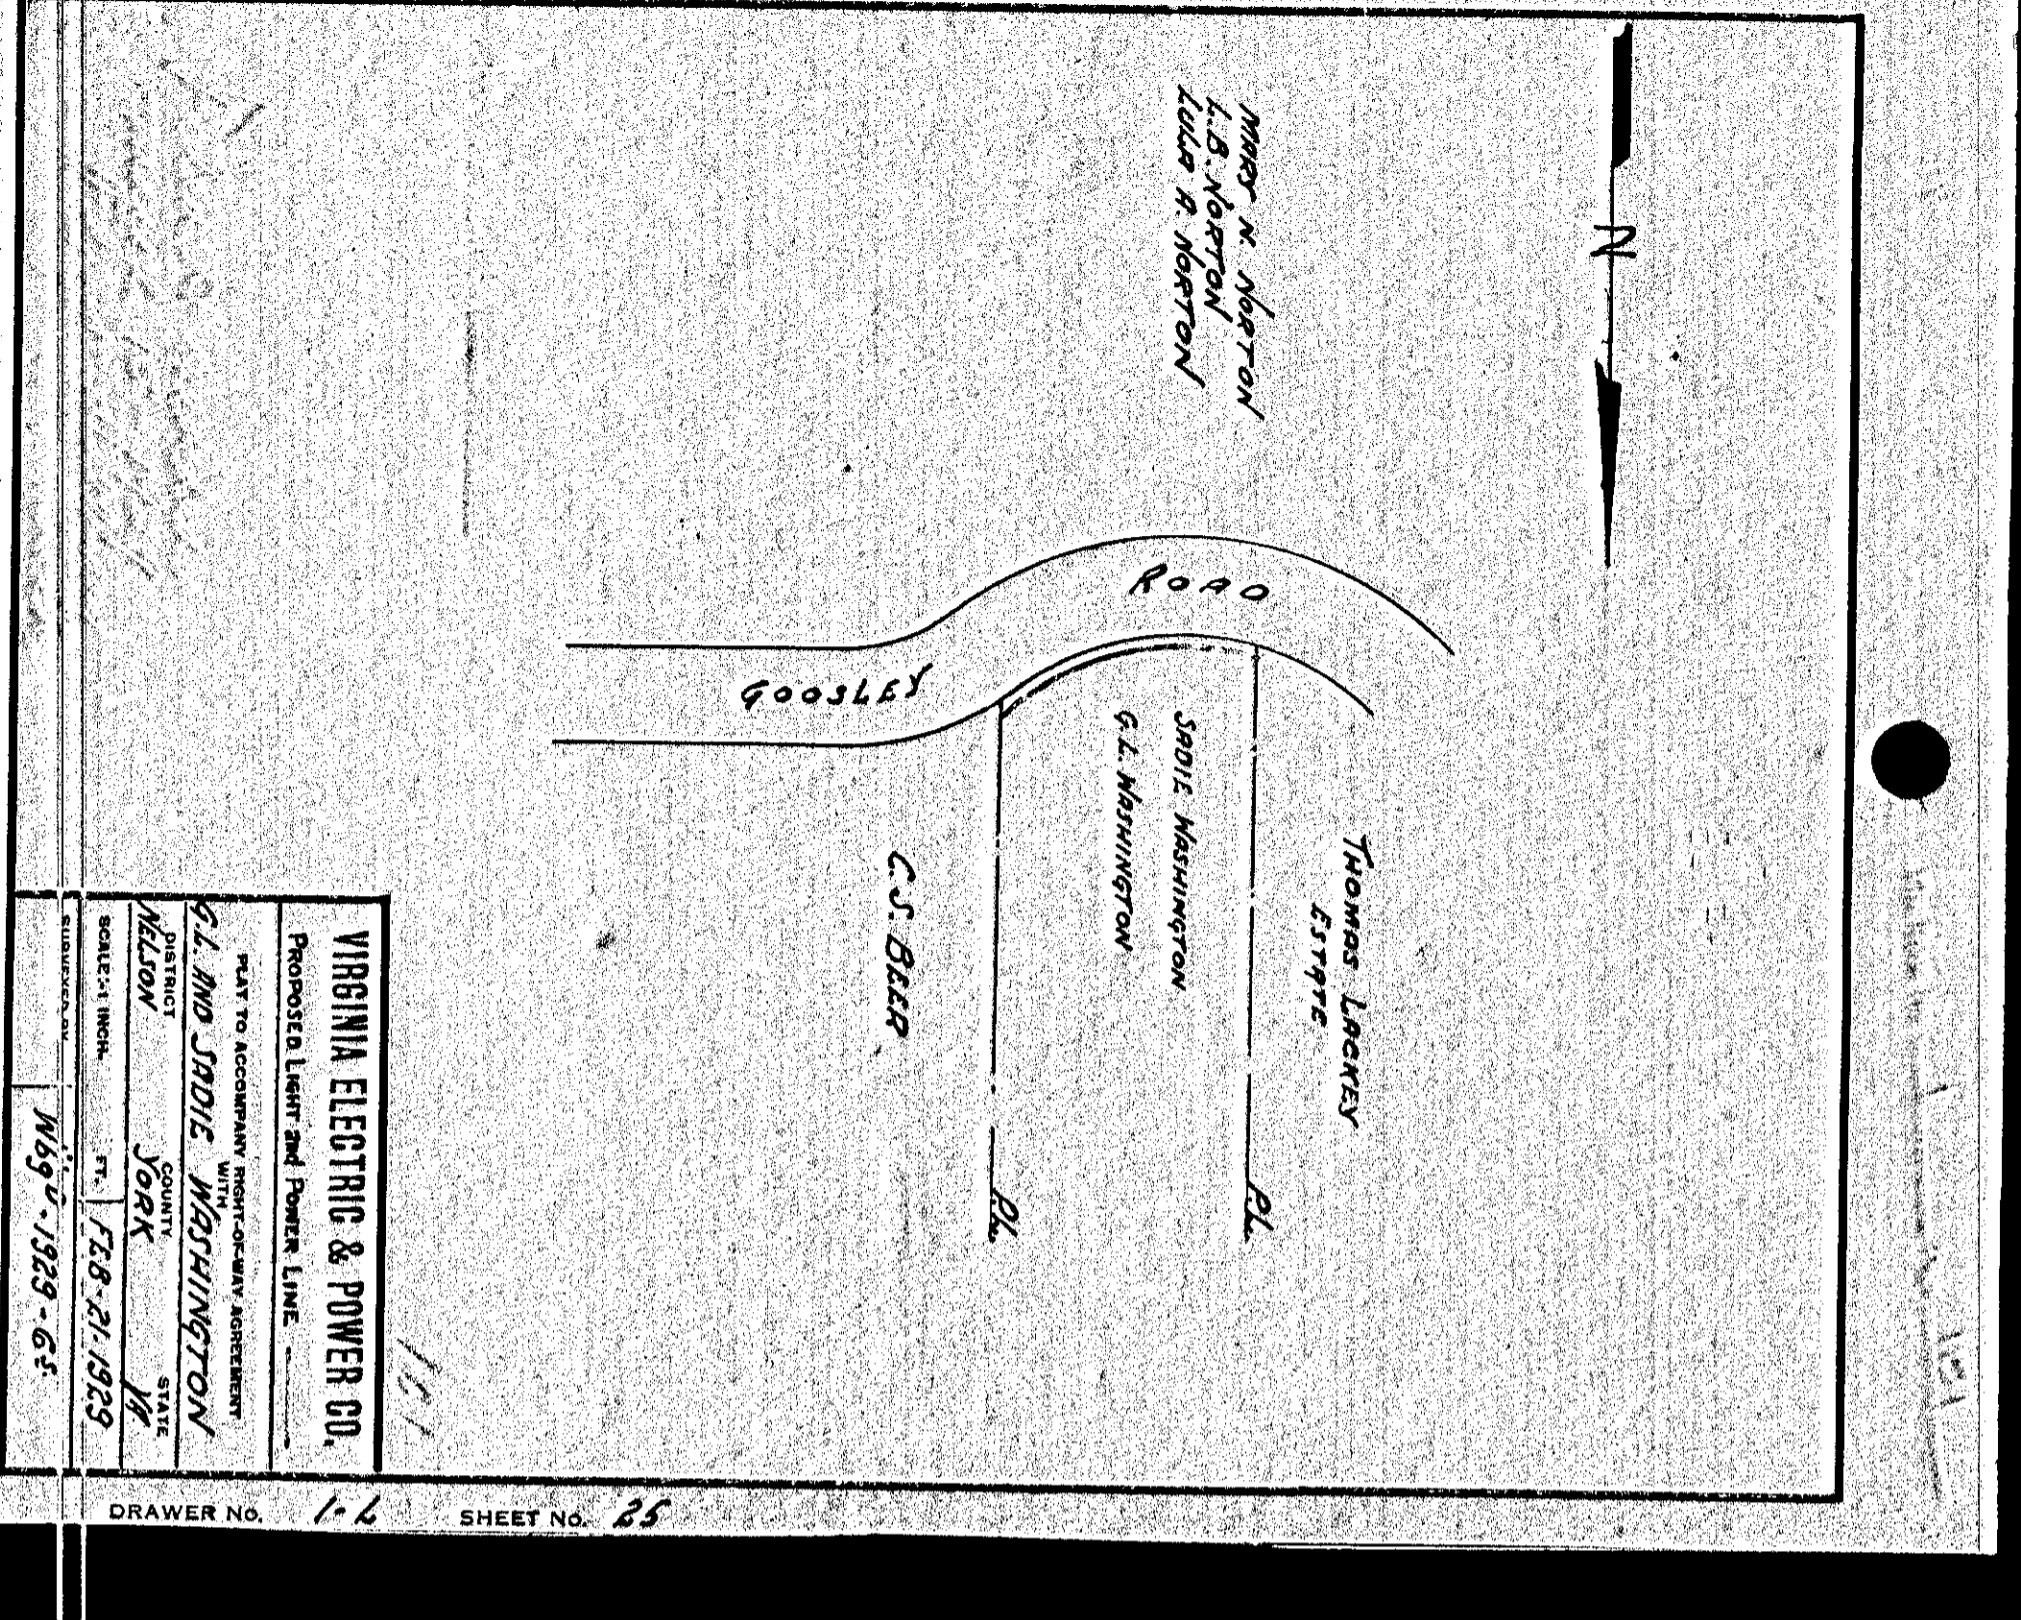 N
MARY N. NORTON
L.B. NORTON
LULA A. NORTON
ROAD
GOOSLEY
THOMAS LACKEY
ESTATE
SADIE WASHINGTON
G.L. WASHINGTON
C.S. BEER
P.L.
P.L.
VIRGINIA ELECTRIC & POWER CO.
PROPOSED LIGHT and POWER LINE
PLAT TO ACCOMPANY RIGHT-OF-WAY AGREEMENT
WITH
G.L. AND SADIE WASHINGTON
DISTRICT COUNTY STATE
NELSON YORK VA
SCALE: 1 INCH= FT. FEB-21-1929
SURVEYED BY
1929-65
DRAWER NO. 1-L SHEET NO. 25